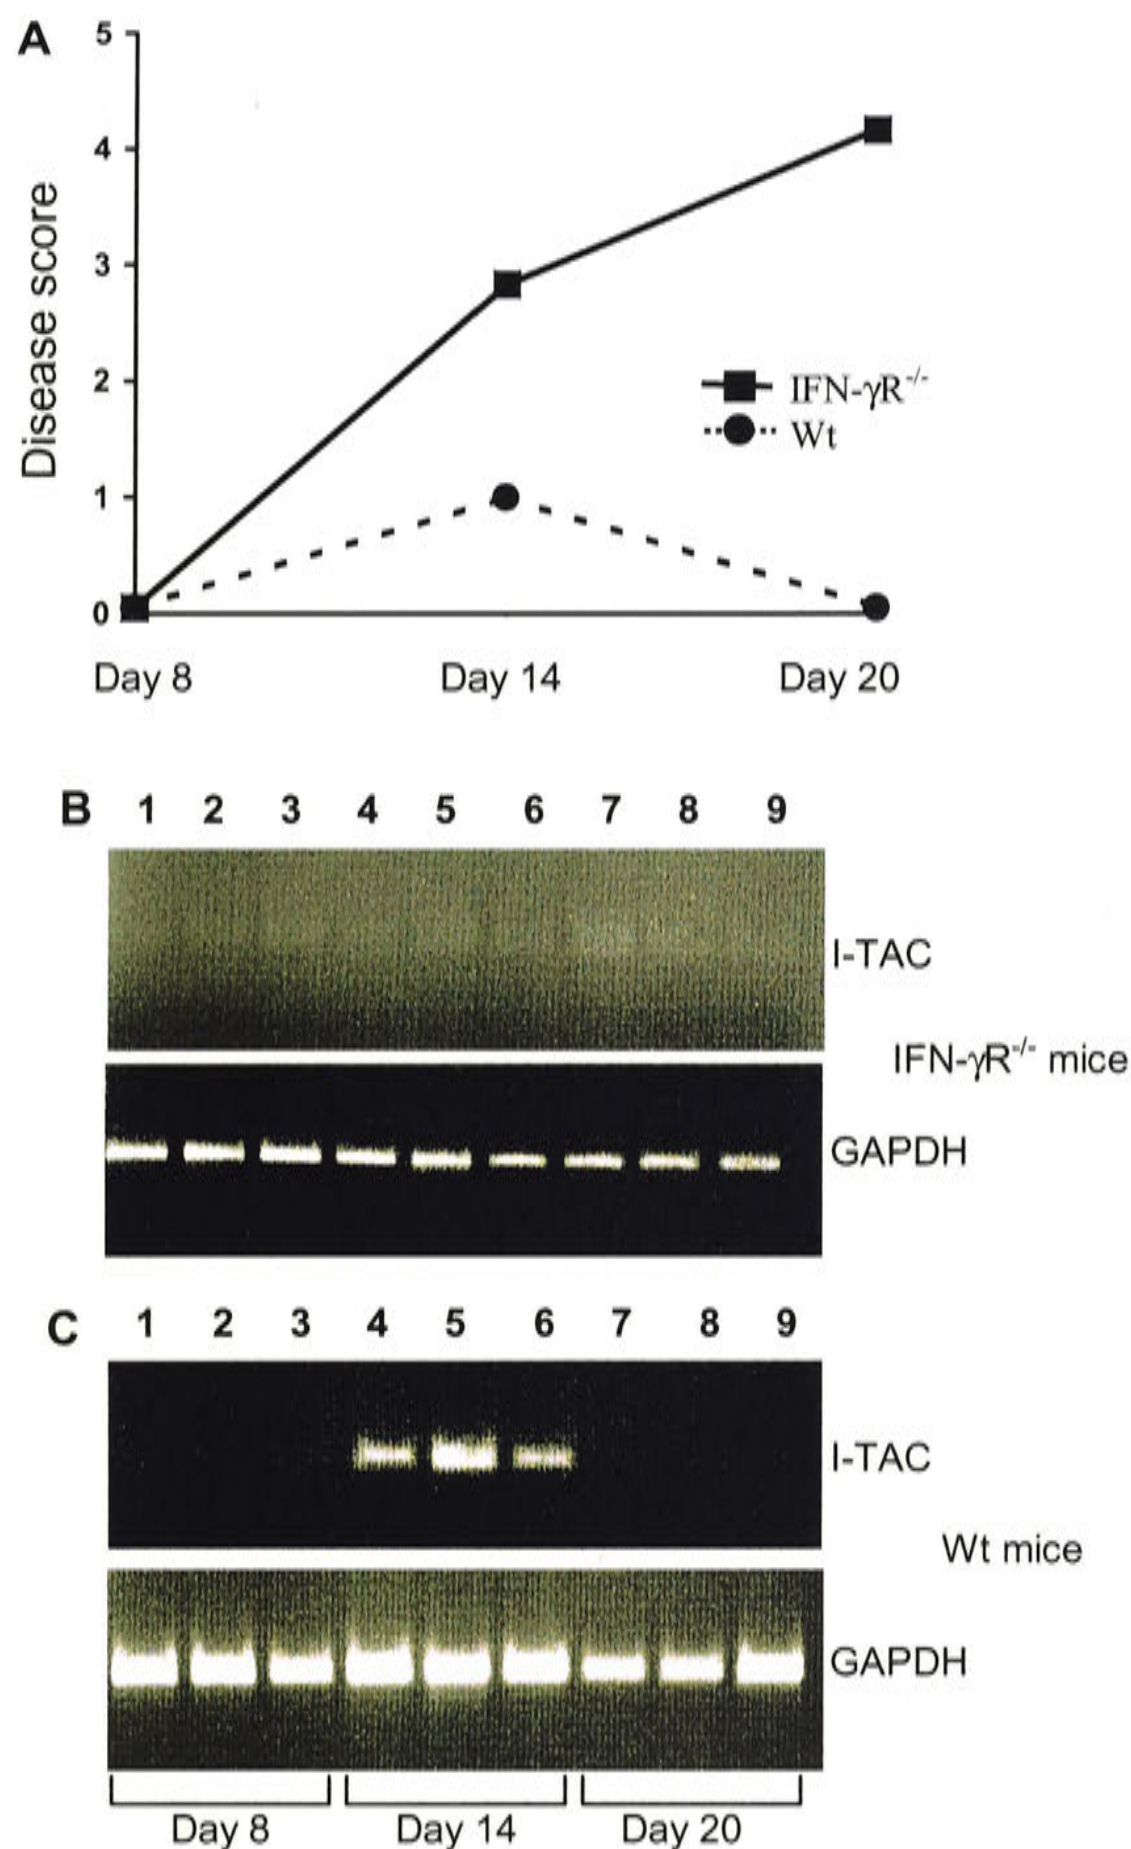 A
5
4
3
2
1
0
Disease score
IFN-γR-/-
Wt
Day 8 Day 14 Day 20
B 1 2 3 4 5 6 7 8 9
I-TAC
IFN-γR-/- mice
GAPDH
C 1 2 3 4 5 6 7 8 9
I-TAC
Wt mice
GAPDH
Day 8 Day 14 Day 20